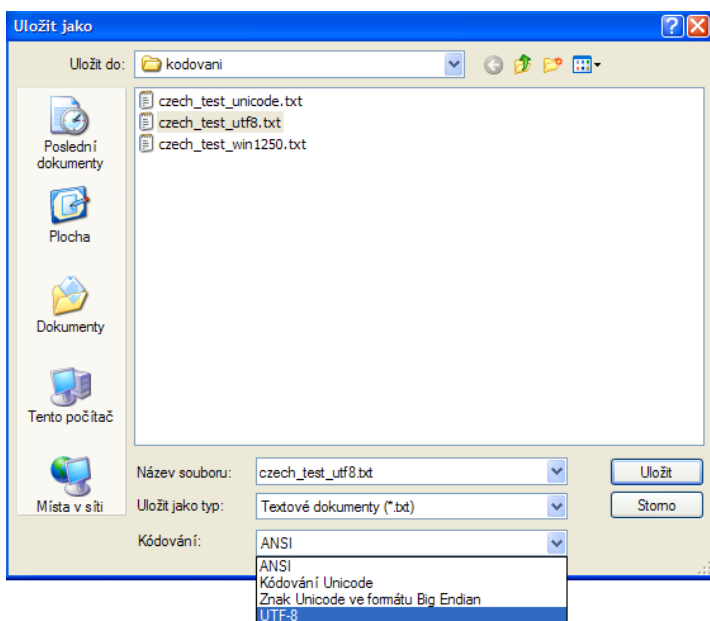 Uložit jako
Uložit do: kodovani
czech_test_unicode.txt
czech_test_utf8.txt
czech_test_win1250.txt
Poslední
dokumenty
Plocha
Dokumenty
Tento počítač
Místa v síti
Název souboru: czech_test_utf8.txt Uložit
Uložit jako typ: Textové dokumenty (*.txt) Storno
Kódování: ANSI
ANSI
Kódování Unicode
Znak Unicode ve formátu Big Endian
UTF-8